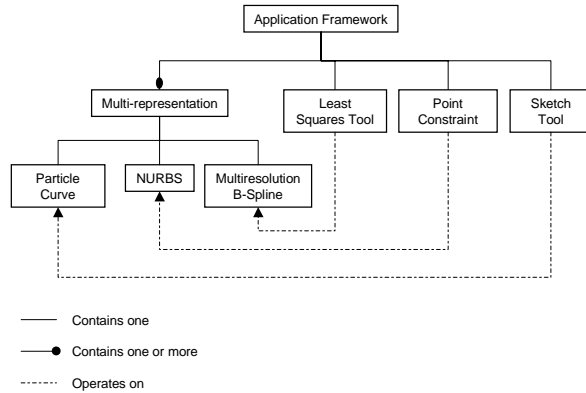 Application Framework
Multi-representation
Least
Squares Tool
Point
Constraint
Sketch
Tool
Particle
Curve
NURBS
Multiresolution
B-Spline
Contains one
Contains one or more
Operates on